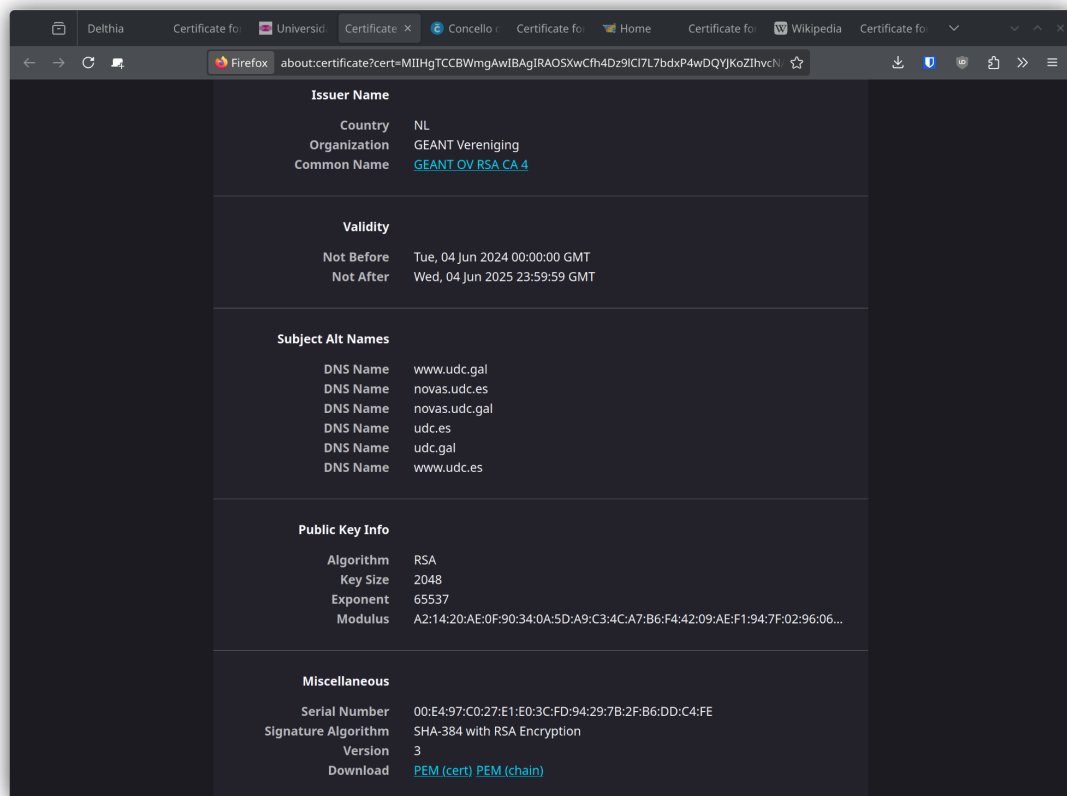 Delthia Certificate for Universida Certificate Concello c Certificate for Home Certificate for Wikipedia Certificate for
Firefox about:certificate?cert=MIIHgTCCBWmgAwIBAgIRAOSXwCfh4Dz9lCl7L7bdxP4wDQYJKoZIhvcN
Issuer Name
Country NL
Organization GEANT Vereniging
Common Name GEANT OV RSA CA 4
Validity
Not Before Tue, 04 Jun 2024 00:00:00 GMT
Not After Wed, 04 Jun 2025 23:59:59 GMT
Subject Alt Names
DNS Name www.udc.gal
DNS Name novas.udc.es
DNS Name novas.udc.gal
DNS Name udc.es
DNS Name udc.gal
DNS Name www.udc.es
Public Key Info
Algorithm RSA
Key Size 2048
Exponent 65537
Modulus A2:14:20:AE:0F:90:34:0A:5D:A9:C3:4C:A7:B6:F4:42:09:AE:F1:94:7F:02:96:06...
Miscellaneous
Serial Number 00:E4:97:C0:27:E1:E0:3C:FD:94:29:7B:2F:B6:DD:C4:FE
Signature Algorithm SHA-384 with RSA Encryption
Version 3
Download PEM (cert) PEM (chain)